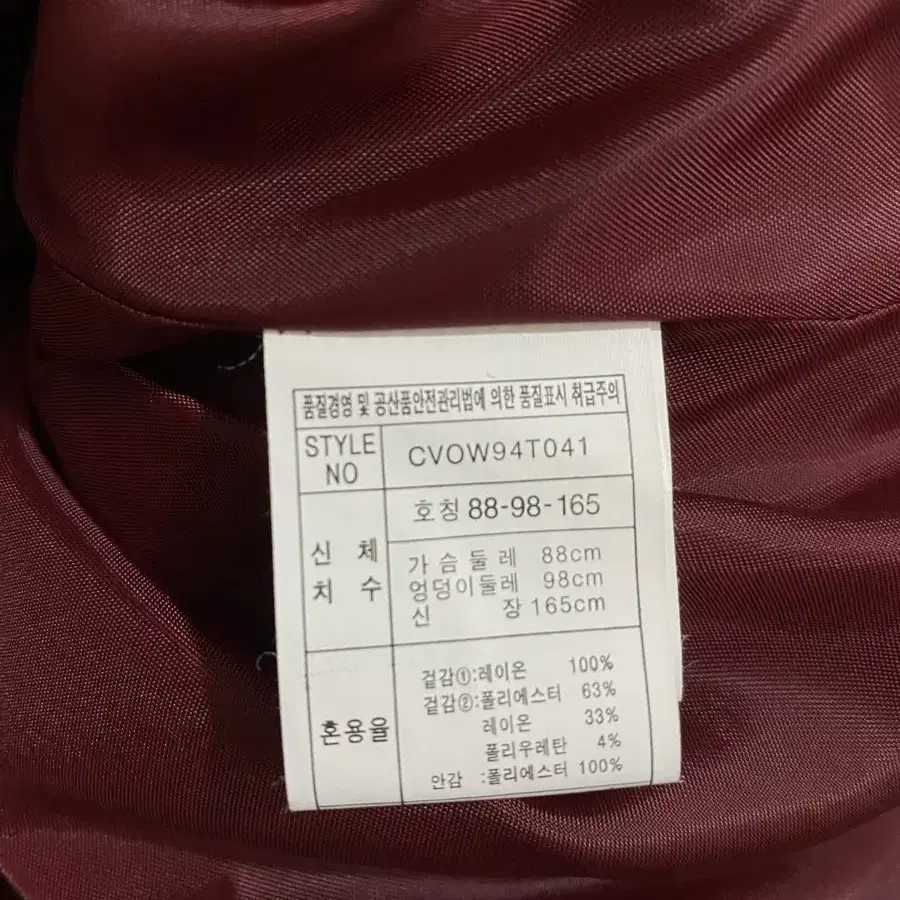 품질경영 및 공산품안전관리법에 의한 품질표시 취급주의
STYLE NO CVOW94T041
호칭 88-98-165
신 체 치 수
가 슴 둘 레 88cm
엉덩이둘레 98cm
신 장 165cm
혼용율
겉감①:레이온 100%
겉감②:폴리에스터 63%
레이온 33%
폴리우레탄 4%
안감 :폴리에스터 100%